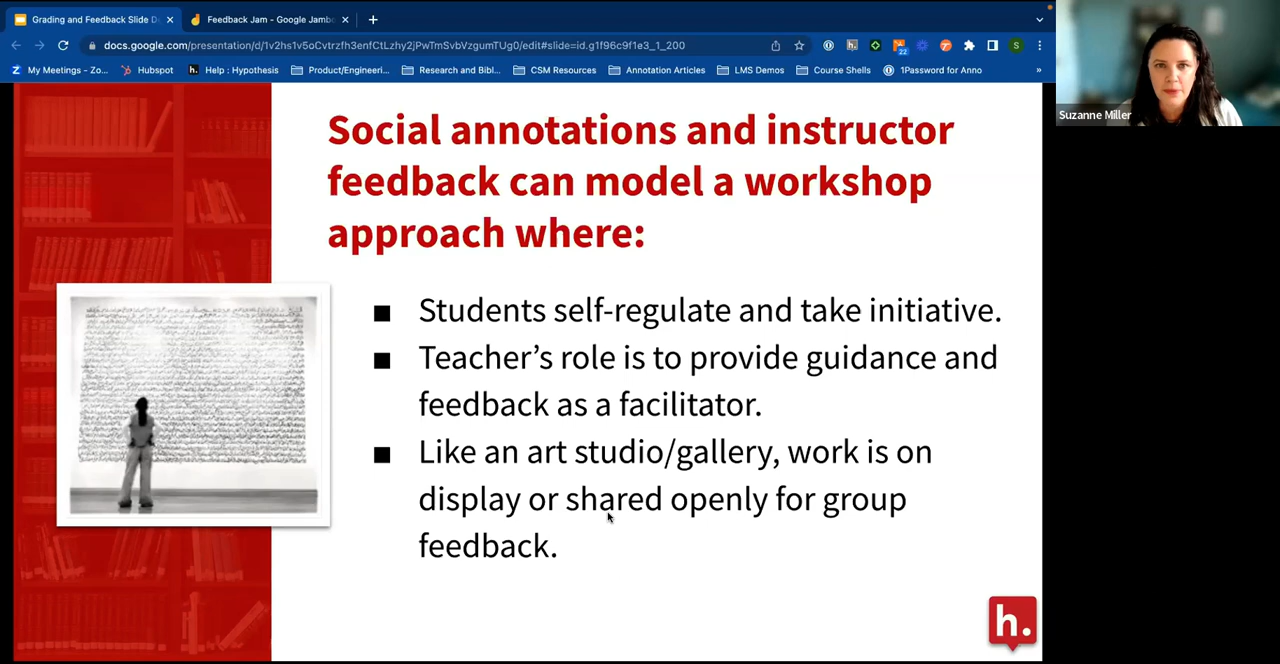 Grading and Feedback Slide D
Feedback Jam - Google Jambo
docs.google.com/presentation/d/1v2hs1v5oCvtrzfh3enfCtLzhy2jPwTmSvbVzgumTUg0/edit#slide=id.g1f96c9f1e3_1_200
22
S
My Meetings - Zo...
Hubspot
h.
Help : Hypothesis
Product/Engineeri...
Research and Bibl...
CSM Resources
Annotation Articles
LMS Demos
Course Shells
1Password for Anno
»
Suzanne Miller
Social annotations and instructor
feedback can model a workshop
approach where:
■ Students self-regulate and take initiative.
■ Teacher’s role is to provide guidance and
feedback as a facilitator.
■ Like an art studio/gallery, work is on
display or shared openly for group
feedback.
h.